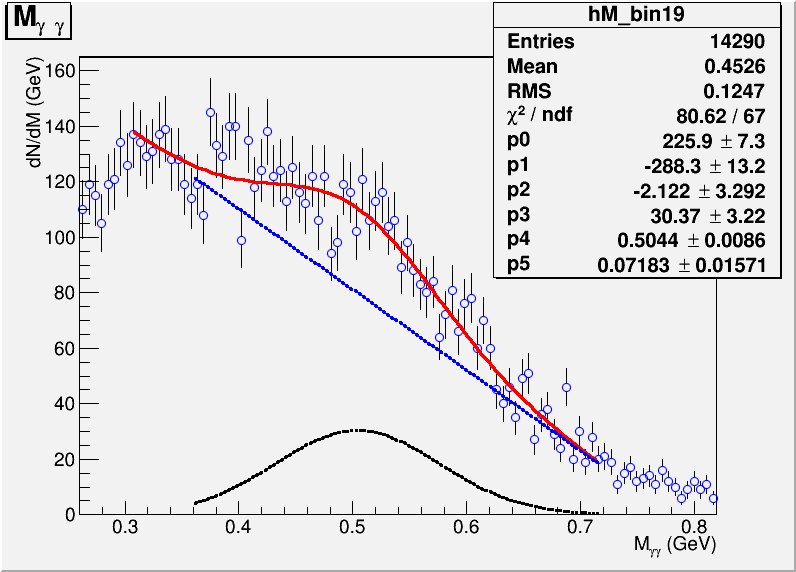 M γ γ
hM_bin19
Entries 14290
Mean 0.4526
RMS 0.1247
χ² / ndf 80.62 / 67
p0 225.9 ± 7.3
p1 -288.3 ± 13.2
p2 -2.122 ± 3.292
p3 30.37 ± 3.22
p4 0.5044 ± 0.0086
p5 0.07183 ± 0.01571
dN/dM (GeV)
160
140
120
100
80
60
40
20
0
0.3 0.4 0.5 0.6 0.7 0.8
Mγγ (GeV)